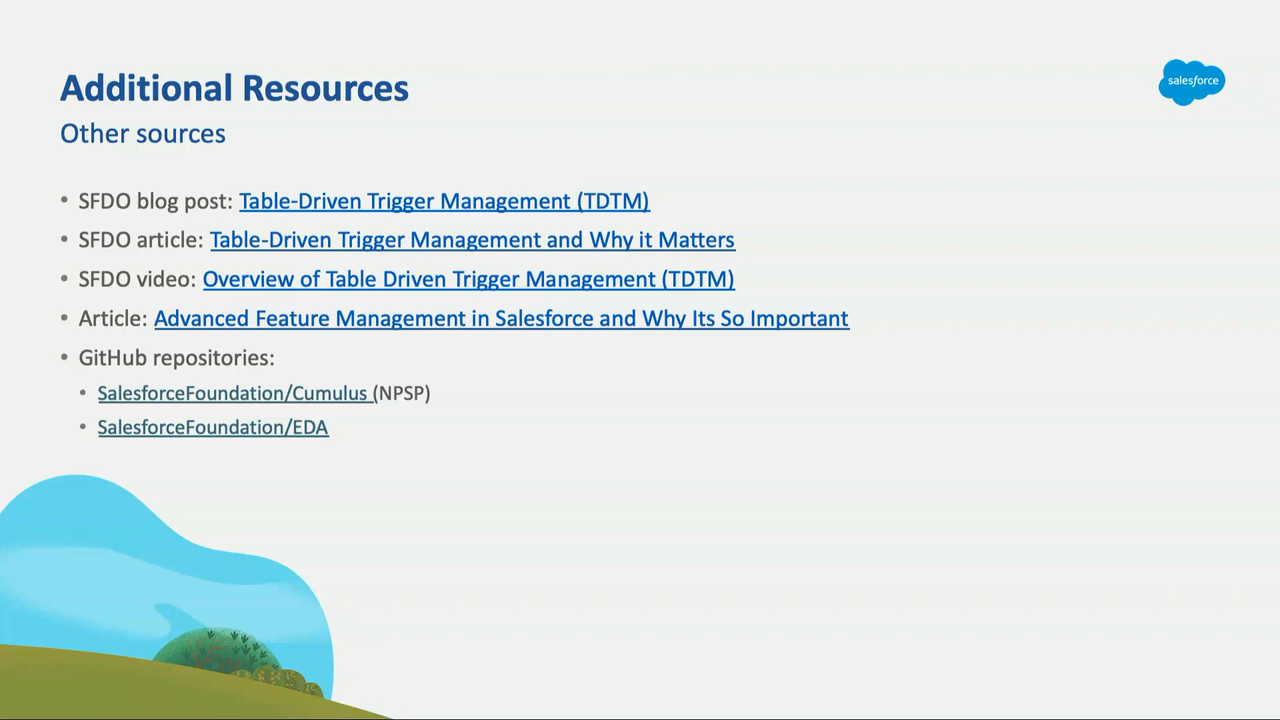 Additional Resources
salesforce
Other sources
• SFDO blog post: Table-Driven Trigger Management (TDTM)
• SFDO article: Table-Driven Trigger Management and Why it Matters
• SFDO video: Overview of Table Driven Trigger Management (TDTM)
• Article: Advanced Feature Management in Salesforce and Why Its So Important
• GitHub repositories:
• SalesforceFoundation/Cumulus (NPSP)
• SalesforceFoundation/EDA